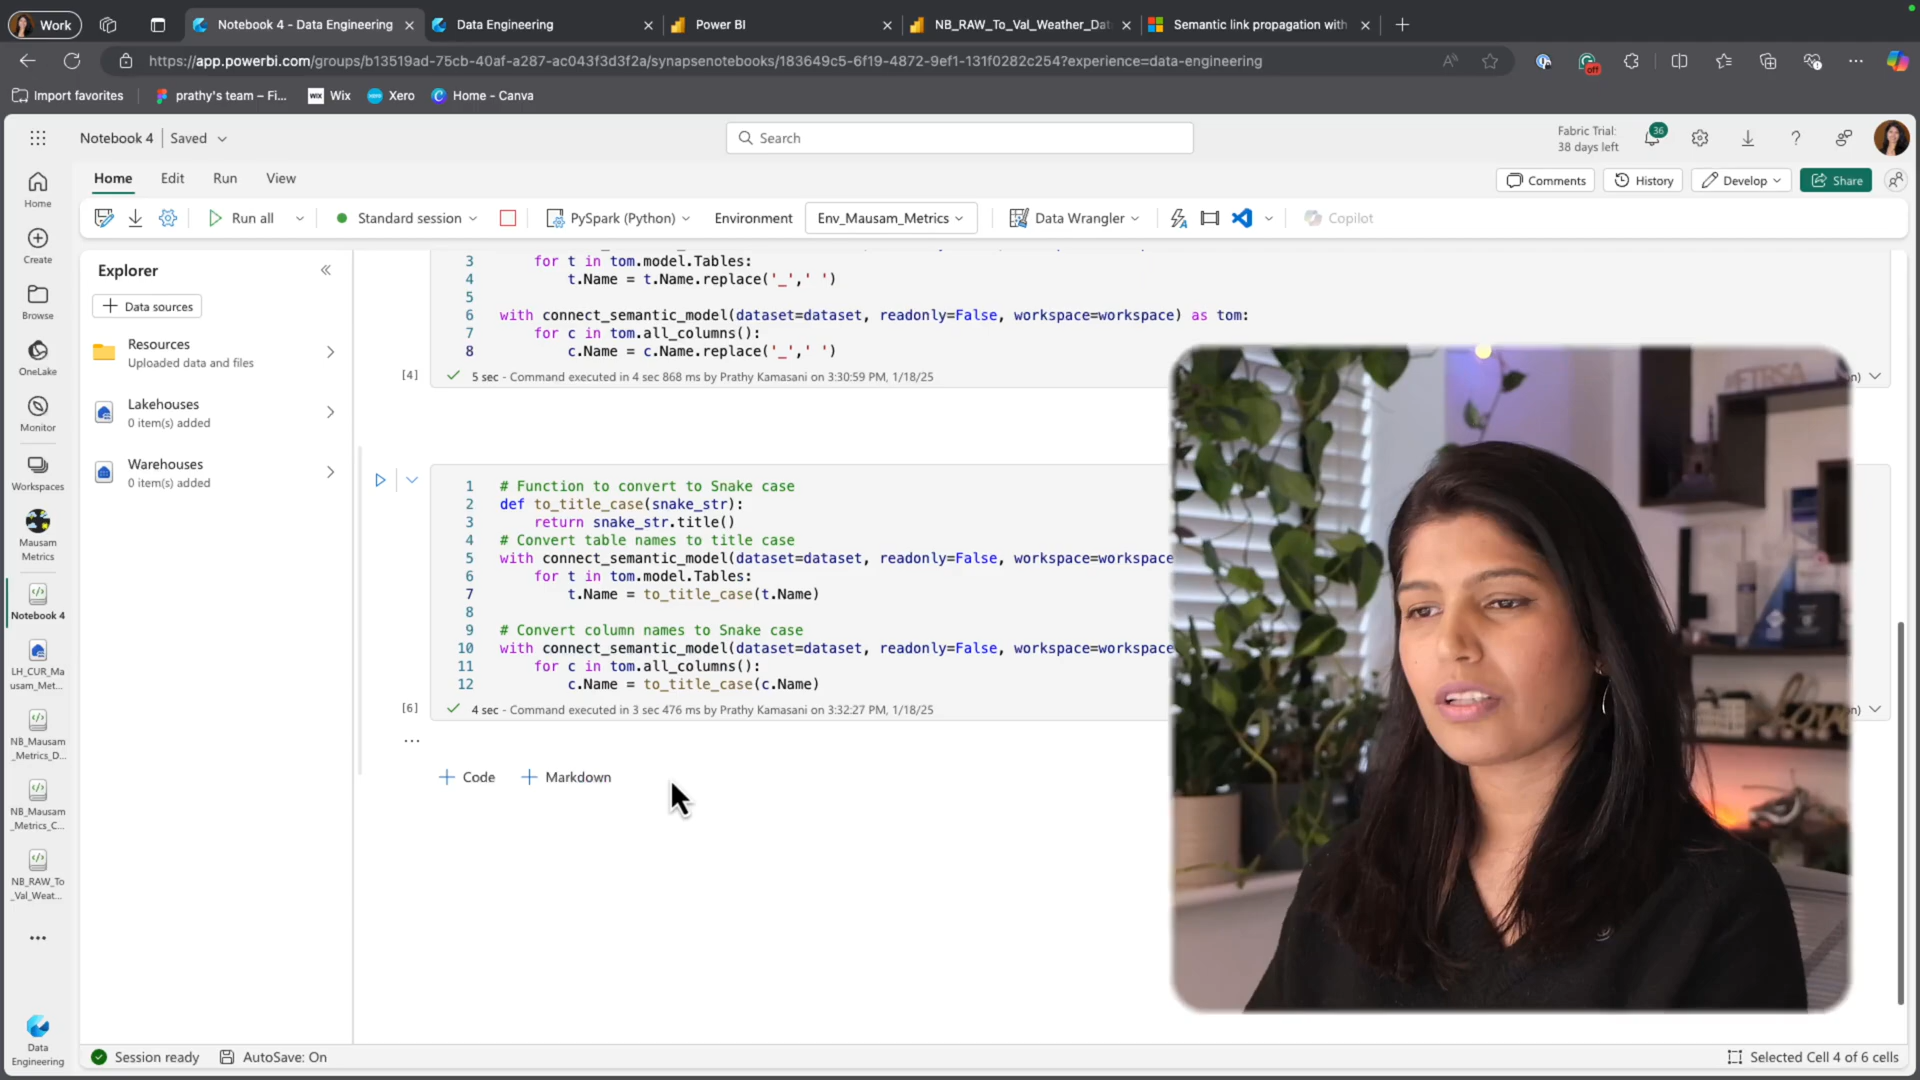 Work
Notebook 4 - Data Engineering
Data Engineering
Power BI
NB_RAW_To_Val_Weather_Dat
Semantic link propagation with
https://app.powerbi.com/groups/b13519ad-75cb-40af-a287-ac043f3d3f2a/synapsenotebooks/183649c5-6f19-4872-9ef1-131f0282c254?experience=data-engineering
off
Import favorites
prathy's team – Fi...
WIX Wix
xero Xero
Home - Canva
Notebook 4 | Saved
Search
Fabric Trial:
38 days left
36
Home Edit Run View
Comments
History
Develop
Share
Run all
Standard session
PySpark (Python)
Environment
Env_Mausam_Metrics
Data Wrangler
Copilot
Home
Create
Browse
OneLake
Monitor
Workspaces
Mausam
Metrics
Notebook 4
LH_CUR_Ma
usam_Met...
NB_Mausam
_Metrics_D...
NB_Mausam
_Metrics_C...
NB_RAW_To
_Val_Weat...
Data
Engineering
Explorer
Data sources
Resources
Uploaded data and files
Lakehouses
0 item(s) added
Warehouses
0 item(s) added
3 for t in tom.model.Tables:
4 t.Name = t.Name.replace('_',' ')
5
6 with connect_semantic_model(dataset=dataset, readonly=False, workspace=workspace) as tom:
7 for c in tom.all_columns():
8 c.Name = c.Name.replace('_',' ')
[4] 5 sec - Command executed in 4 sec 868 ms by Prathy Kamasani on 3:30:59 PM, 1/18/25
1 # Function to convert to Snake case
2 def to_title_case(snake_str):
3 return snake_str.title()
4 # Convert table names to title case
5 with connect_semantic_model(dataset=dataset, readonly=False, workspace=workspace
6 for t in tom.model.Tables:
7 t.Name = to_title_case(t.Name)
8
9 # Convert column names to Snake case
10 with connect_semantic_model(dataset=dataset, readonly=False, workspace=workspace
11 for c in tom.all_columns():
12 c.Name = to_title_case(c.Name)
[6] 4 sec - Command executed in 3 sec 476 ms by Prathy Kamasani on 3:32:27 PM, 1/18/25
Code
Markdown
Session ready
AutoSave: On
Selected Cell 4 of 6 cells